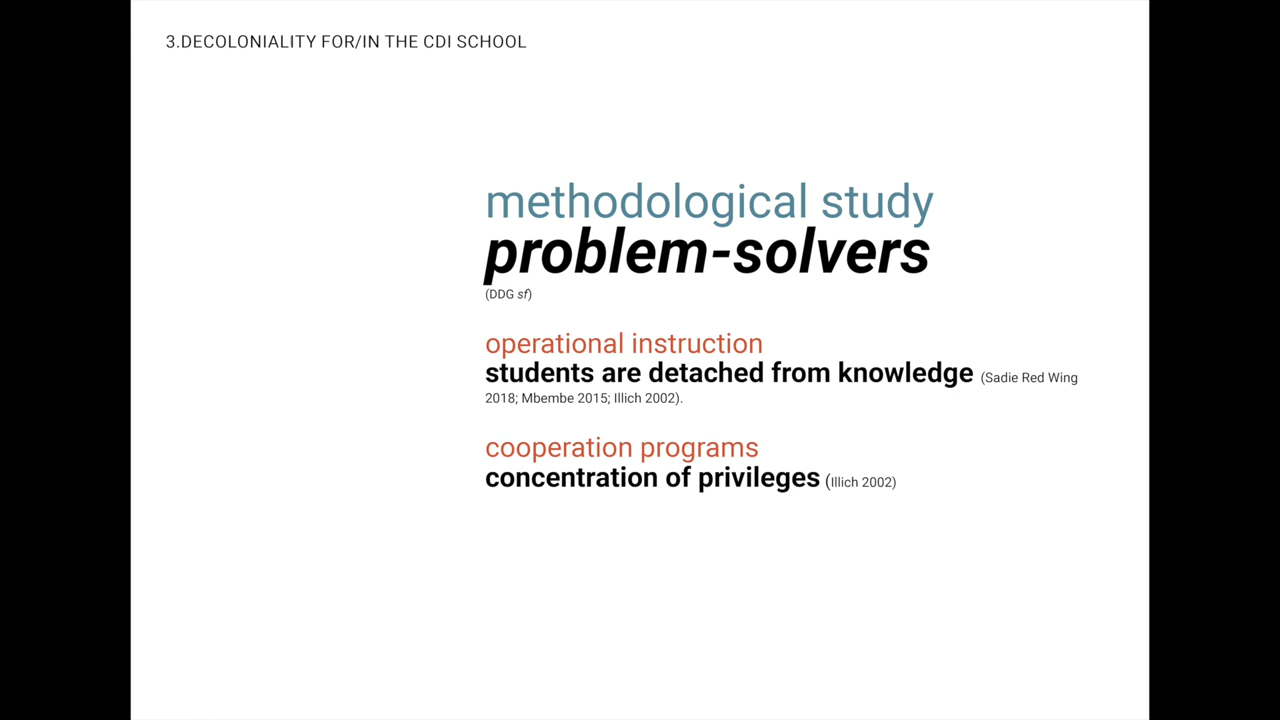 3.DECOLONIALITY FOR/IN THE CDI SCHOOL
methodological study
problem-solvers
(DDG sf)
operational instruction
students are detached from knowledge (Sadie Red Wing
2018; Mbembe 2015; Illich 2002).
cooperation programs
concentration of privileges (Illich 2002)